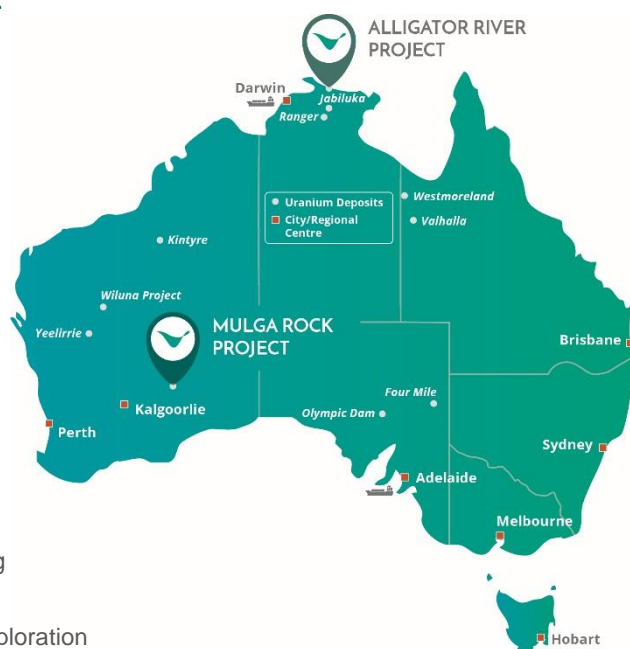 ALLIGATOR RIVER
PROJECT
Darwin
Jabiluka
Ranger
Uranium Deposits
City/Regional
Centre
Westmoreland
Valhalla
Kintyre
Wiluna Project
Yeelirrie
MULGA ROCK
PROJECT
Brisbane
Four Mile
Olympic Dam
Kalgoorlie
Perth
Sydney
Adelaide
Melbourne
Hobart